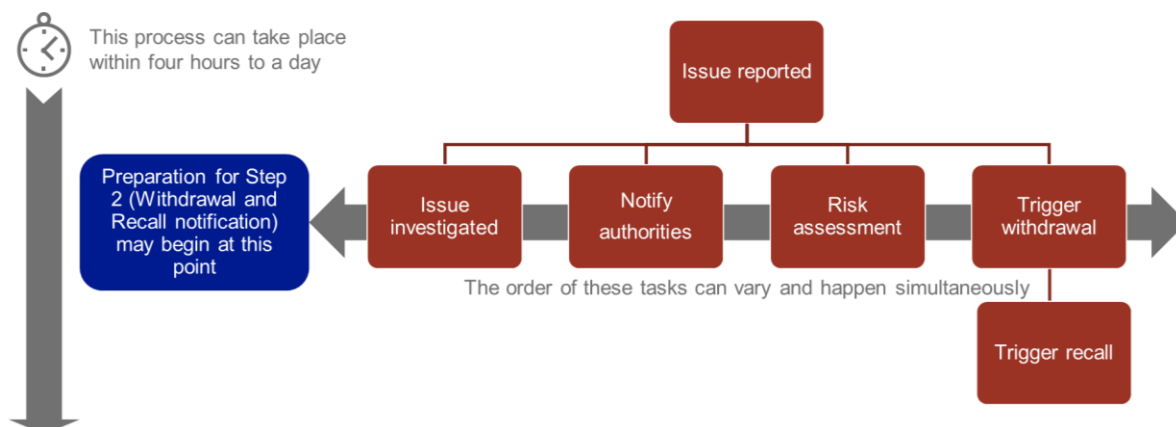 This process can take place
within four hours to a day
Issue reported
Preparation for Step
2 (Withdrawal and
Recall notification)
may begin at this
point
Issue
investigated
Notify
authorities
Risk
assessment
Trigger
withdrawal
The order of these tasks can vary and happen simultaneously
Trigger recall